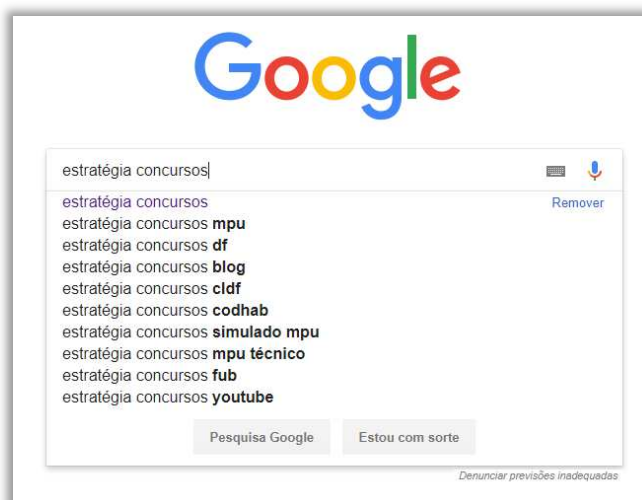 Google
estratégia concursos
estratégia concursos Remover
estratégia concursos mpu
estratégia concursos df
estratégia concursos blog
estratégia concursos cldf
estratégia concursos codhab
estratégia concursos simulado mpu
estratégia concursos mpu técnico
estratégia concursos fub
estratégia concursos youtube
Pesquisa Google Estou com sorte
Denunciar previsões inadequadas